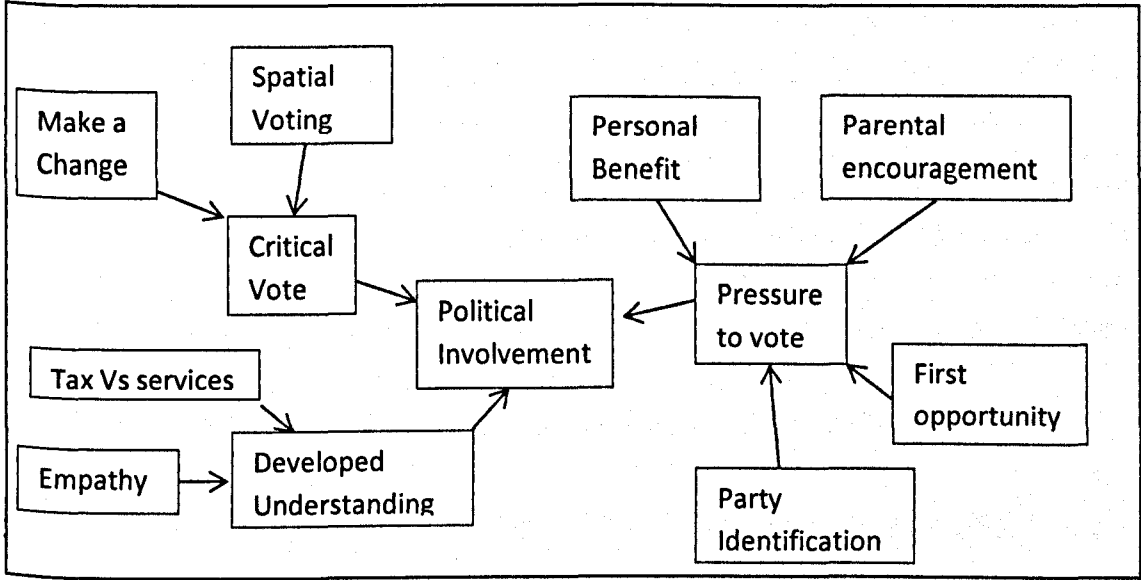 Spatial
Voting
Make a
Change
Personal
Benefit
Parental
encouragement
Critical
Vote
Political
Involvement
Pressure
to vote
Tax Vs services
First
opportunity
Empathy
Developed
Understanding
Party
Identification